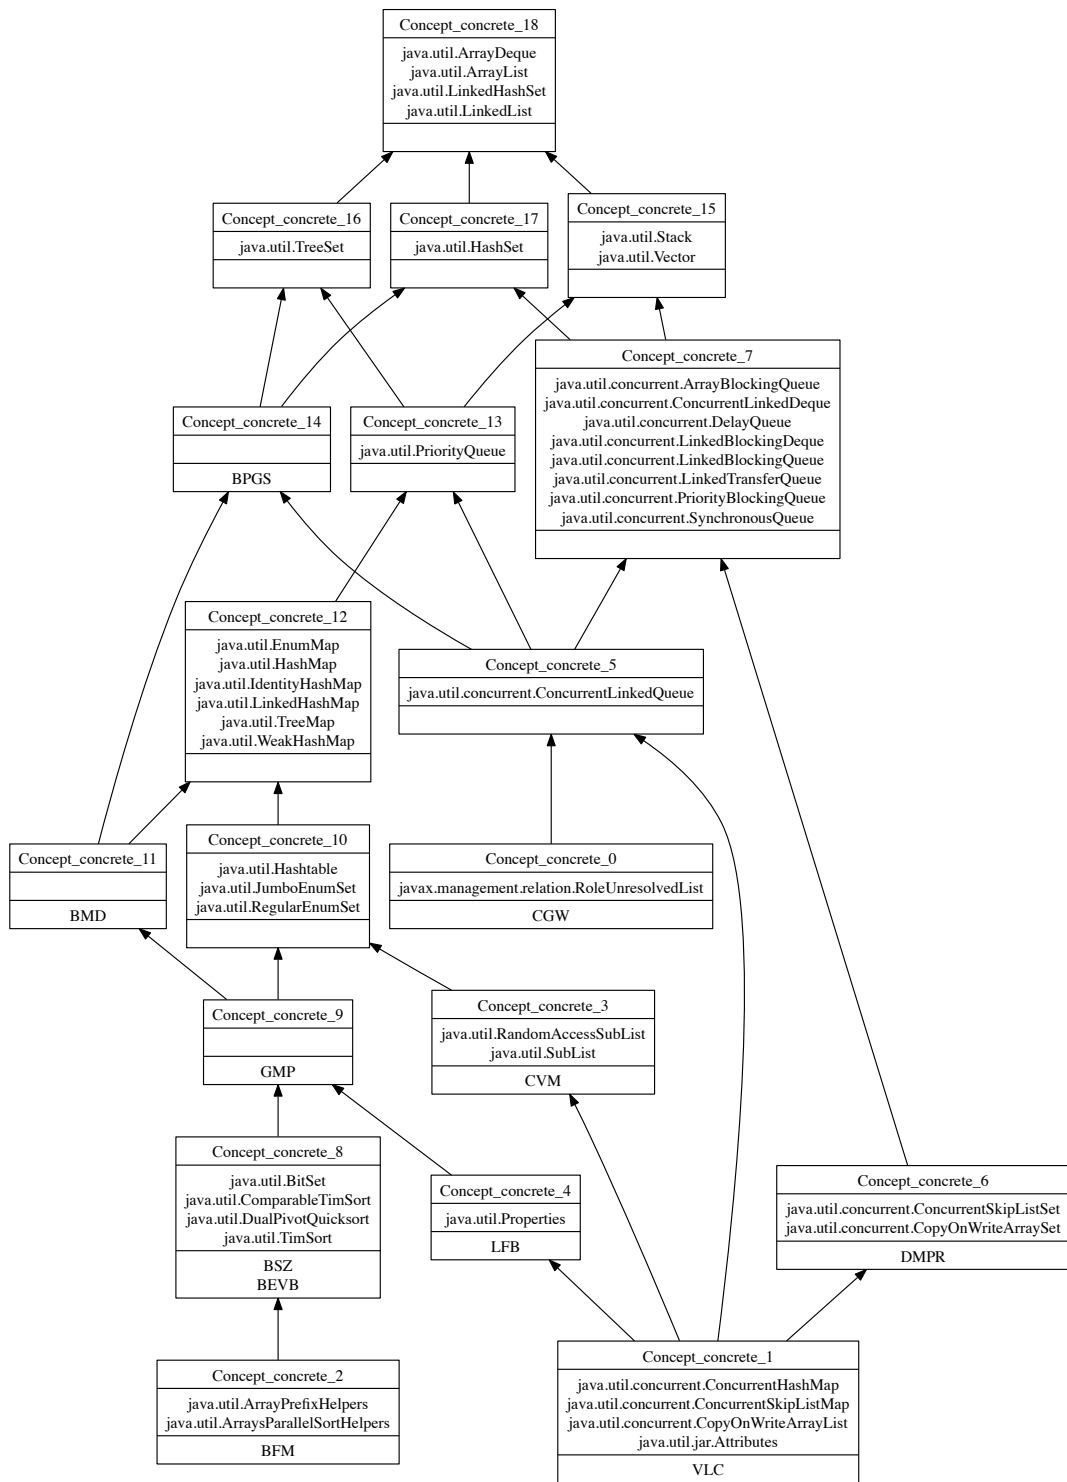 Concept_concrete_18
java.util.ArrayDeque
java.util.ArrayList
java.util.LinkedHashSet
java.util.LinkedList
Concept_concrete_16
java.util.TreeSet
Concept_concrete_17
java.util.HashSet
Concept_concrete_15
java.util.Stack
java.util.Vector
Concept_concrete_7
java.util.concurrent.ArrayBlockingQueue
java.util.concurrent.ConcurrentLinkedDeque
java.util.concurrent.DelayQueue
java.util.concurrent.LinkedBlockingDeque
java.util.concurrent.LinkedBlockingQueue
java.util.concurrent.LinkedTransferQueue
java.util.concurrent.PriorityBlockingQueue
java.util.concurrent.SynchronousQueue
Concept_concrete_14
BPGS
Concept_concrete_13
java.util.PriorityQueue
Concept_concrete_12
java.util.EnumMap
java.util.HashMap
java.util.IdentityHashMap
java.util.LinkedHashMap
java.util.TreeMap
java.util.WeakHashMap
Concept_concrete_5
java.util.concurrent.ConcurrentLinkedQueue
Concept_concrete_11
BMD
Concept_concrete_10
java.util.Hashtable
java.util.JumboEnumSet
java.util.RegularEnumSet
Concept_concrete_0
javax.management.relation.RoleUnresolvedList
CGW
Concept_concrete_9
GMP
Concept_concrete_3
java.util.RandomAccessSubList
java.util.SubList
CVM
Concept_concrete_8
java.util.BitSet
java.util.ComparableTimSort
java.util.DualPivotQuicksort
java.util.TimSort
BSZ
BEVB
Concept_concrete_4
java.util.Properties
LFB
Concept_concrete_6
java.util.concurrent.ConcurrentSkipListSet
java.util.concurrent.CopyOnWriteArraySet
DMPR
Concept_concrete_2
java.util.ArrayPrefixHelpers
java.util.ArraysParallelSortHelpers
BFM
Concept_concrete_1
java.util.concurrent.ConcurrentHashMap
java.util.concurrent.ConcurrentSkipListMap
java.util.concurrent.CopyOnWriteArrayList
java.util.jar.Attributes
VLC